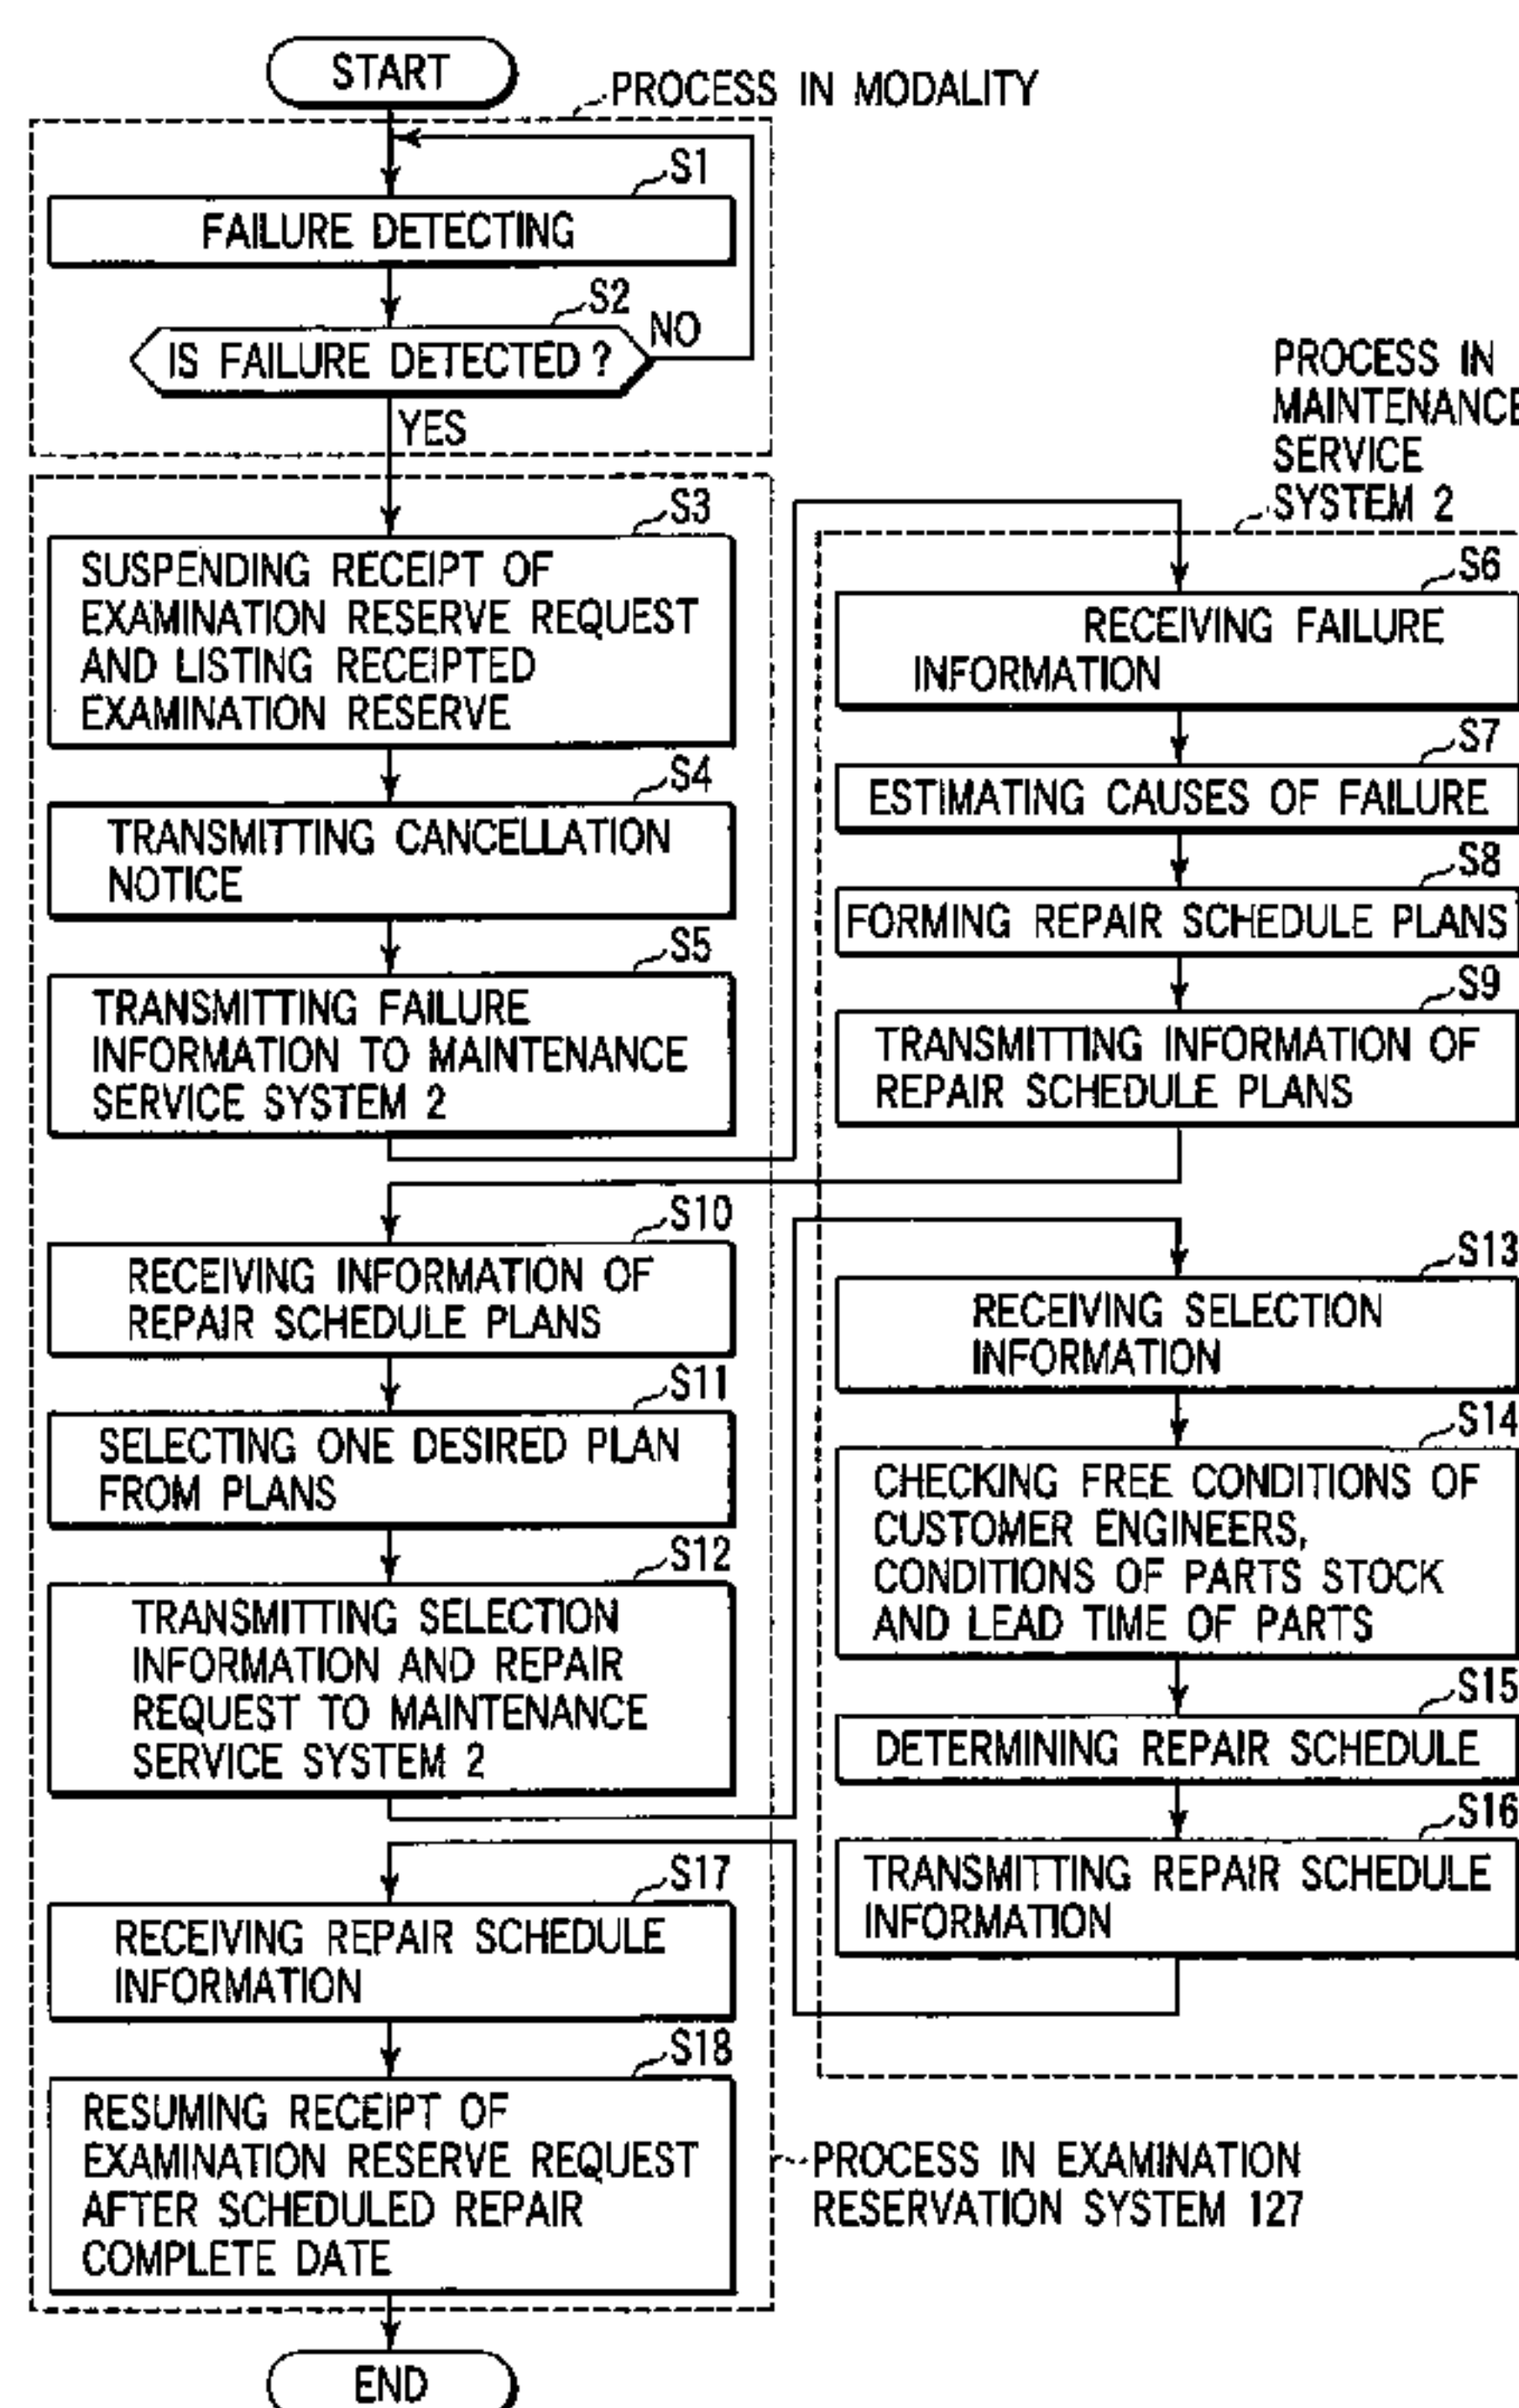 START
PROCESS IN MODALITY
S1
FAILURE DETECTING
S2
IS FAILURE DETECTED?
NO
YES
S3
SUSPENDING RECEIPT OF
EXAMINATION RESERVE REQUEST
AND LISTING RECEIPTED
EXAMINATION RESERVE
S4
TRANSMITTING CANCELLATION
NOTICE
S5
TRANSMITTING FAILURE
INFORMATION TO MAINTENANCE
SERVICE SYSTEM 2
PROCESS IN
MAINTENANCE
SERVICE
SYSTEM 2
S6
RECEIVING FAILURE
INFORMATION
S7
ESTIMATING CAUSES OF FAILURE
S8
FORMING REPAIR SCHEDULE PLANS
S9
TRANSMITTING INFORMATION OF
REPAIR SCHEDULE PLANS
S10
RECEIVING INFORMATION OF
REPAIR SCHEDULE PLANS
S11
SELECTING ONE DESIRED PLAN
FROM PLANS
S12
TRANSMITTING SELECTION
INFORMATION AND REPAIR
REQUEST TO MAINTENANCE
SERVICE SYSTEM 2
S13
RECEIVING SELECTION
INFORMATION
S14
CHECKING FREE CONDITIONS OF
CUSTOMER ENGINEERS,
CONDITIONS OF PARTS STOCK
AND LEAD TIME OF PARTS
S15
DETERMINING REPAIR SCHEDULE
S16
TRANSMITTING REPAIR SCHEDULE
INFORMATION
S17
RECEIVING REPAIR SCHEDULE
INFORMATION
S18
RESUMING RECEIPT OF
EXAMINATION RESERVE REQUEST
AFTER SCHEDULED REPAIR
COMPLETE DATE
PROCESS IN EXAMINATION
RESERVATION SYSTEM 127
END